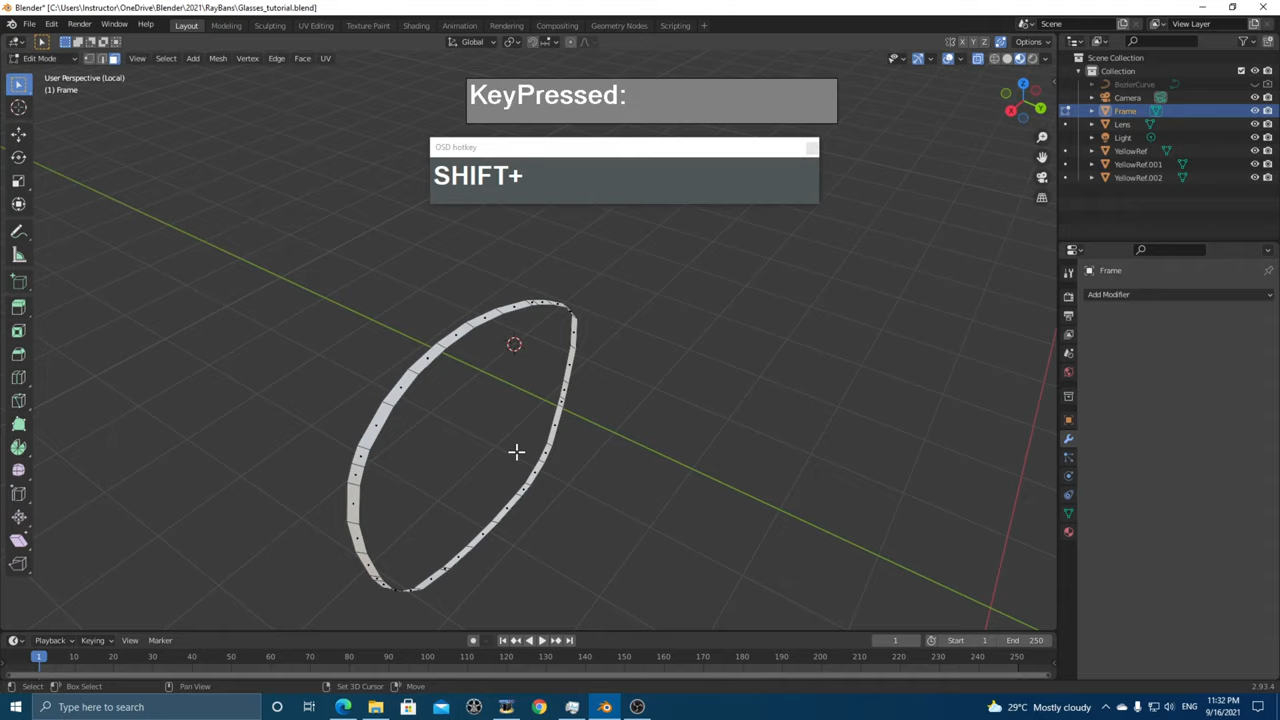 Blender* [C:\Users\Instructor\OneDrive\Blender\2021\RayBans\Glasses_tutorial.blend]
File Edit Render Window Help Layout Modeling Sculpting UV Editing Texture Paint Shading Animation Rendering Compositing Geometry Nodes Scripting Scene View Layer
Global X Y Z Options
Edit Mode View Select Add Mesh Vertex Edge Face UV
User Perspective (Local)
(1) Frame
KeyPressed:
OSD hotkey
SHIFT+
Z
Y
X
Scene Collection
Collection
BezierCurve
Camera
Frame
Lens
Light
YellowRef
YellowRef.001
YellowRef.002
Frame
Add Modifier
Playback Keying View Marker 1 Start 1 End 250
1 10 20 30 40 50 60 70 80 90 100 110 120 130 140 150 160 170 180 190 200 210 220 230 240 250
Select Box Select Pan View Set 3D Cursor Move 2.93.4
Type here to search 29°C Mostly cloudy 11:32 PM
9/16/2021